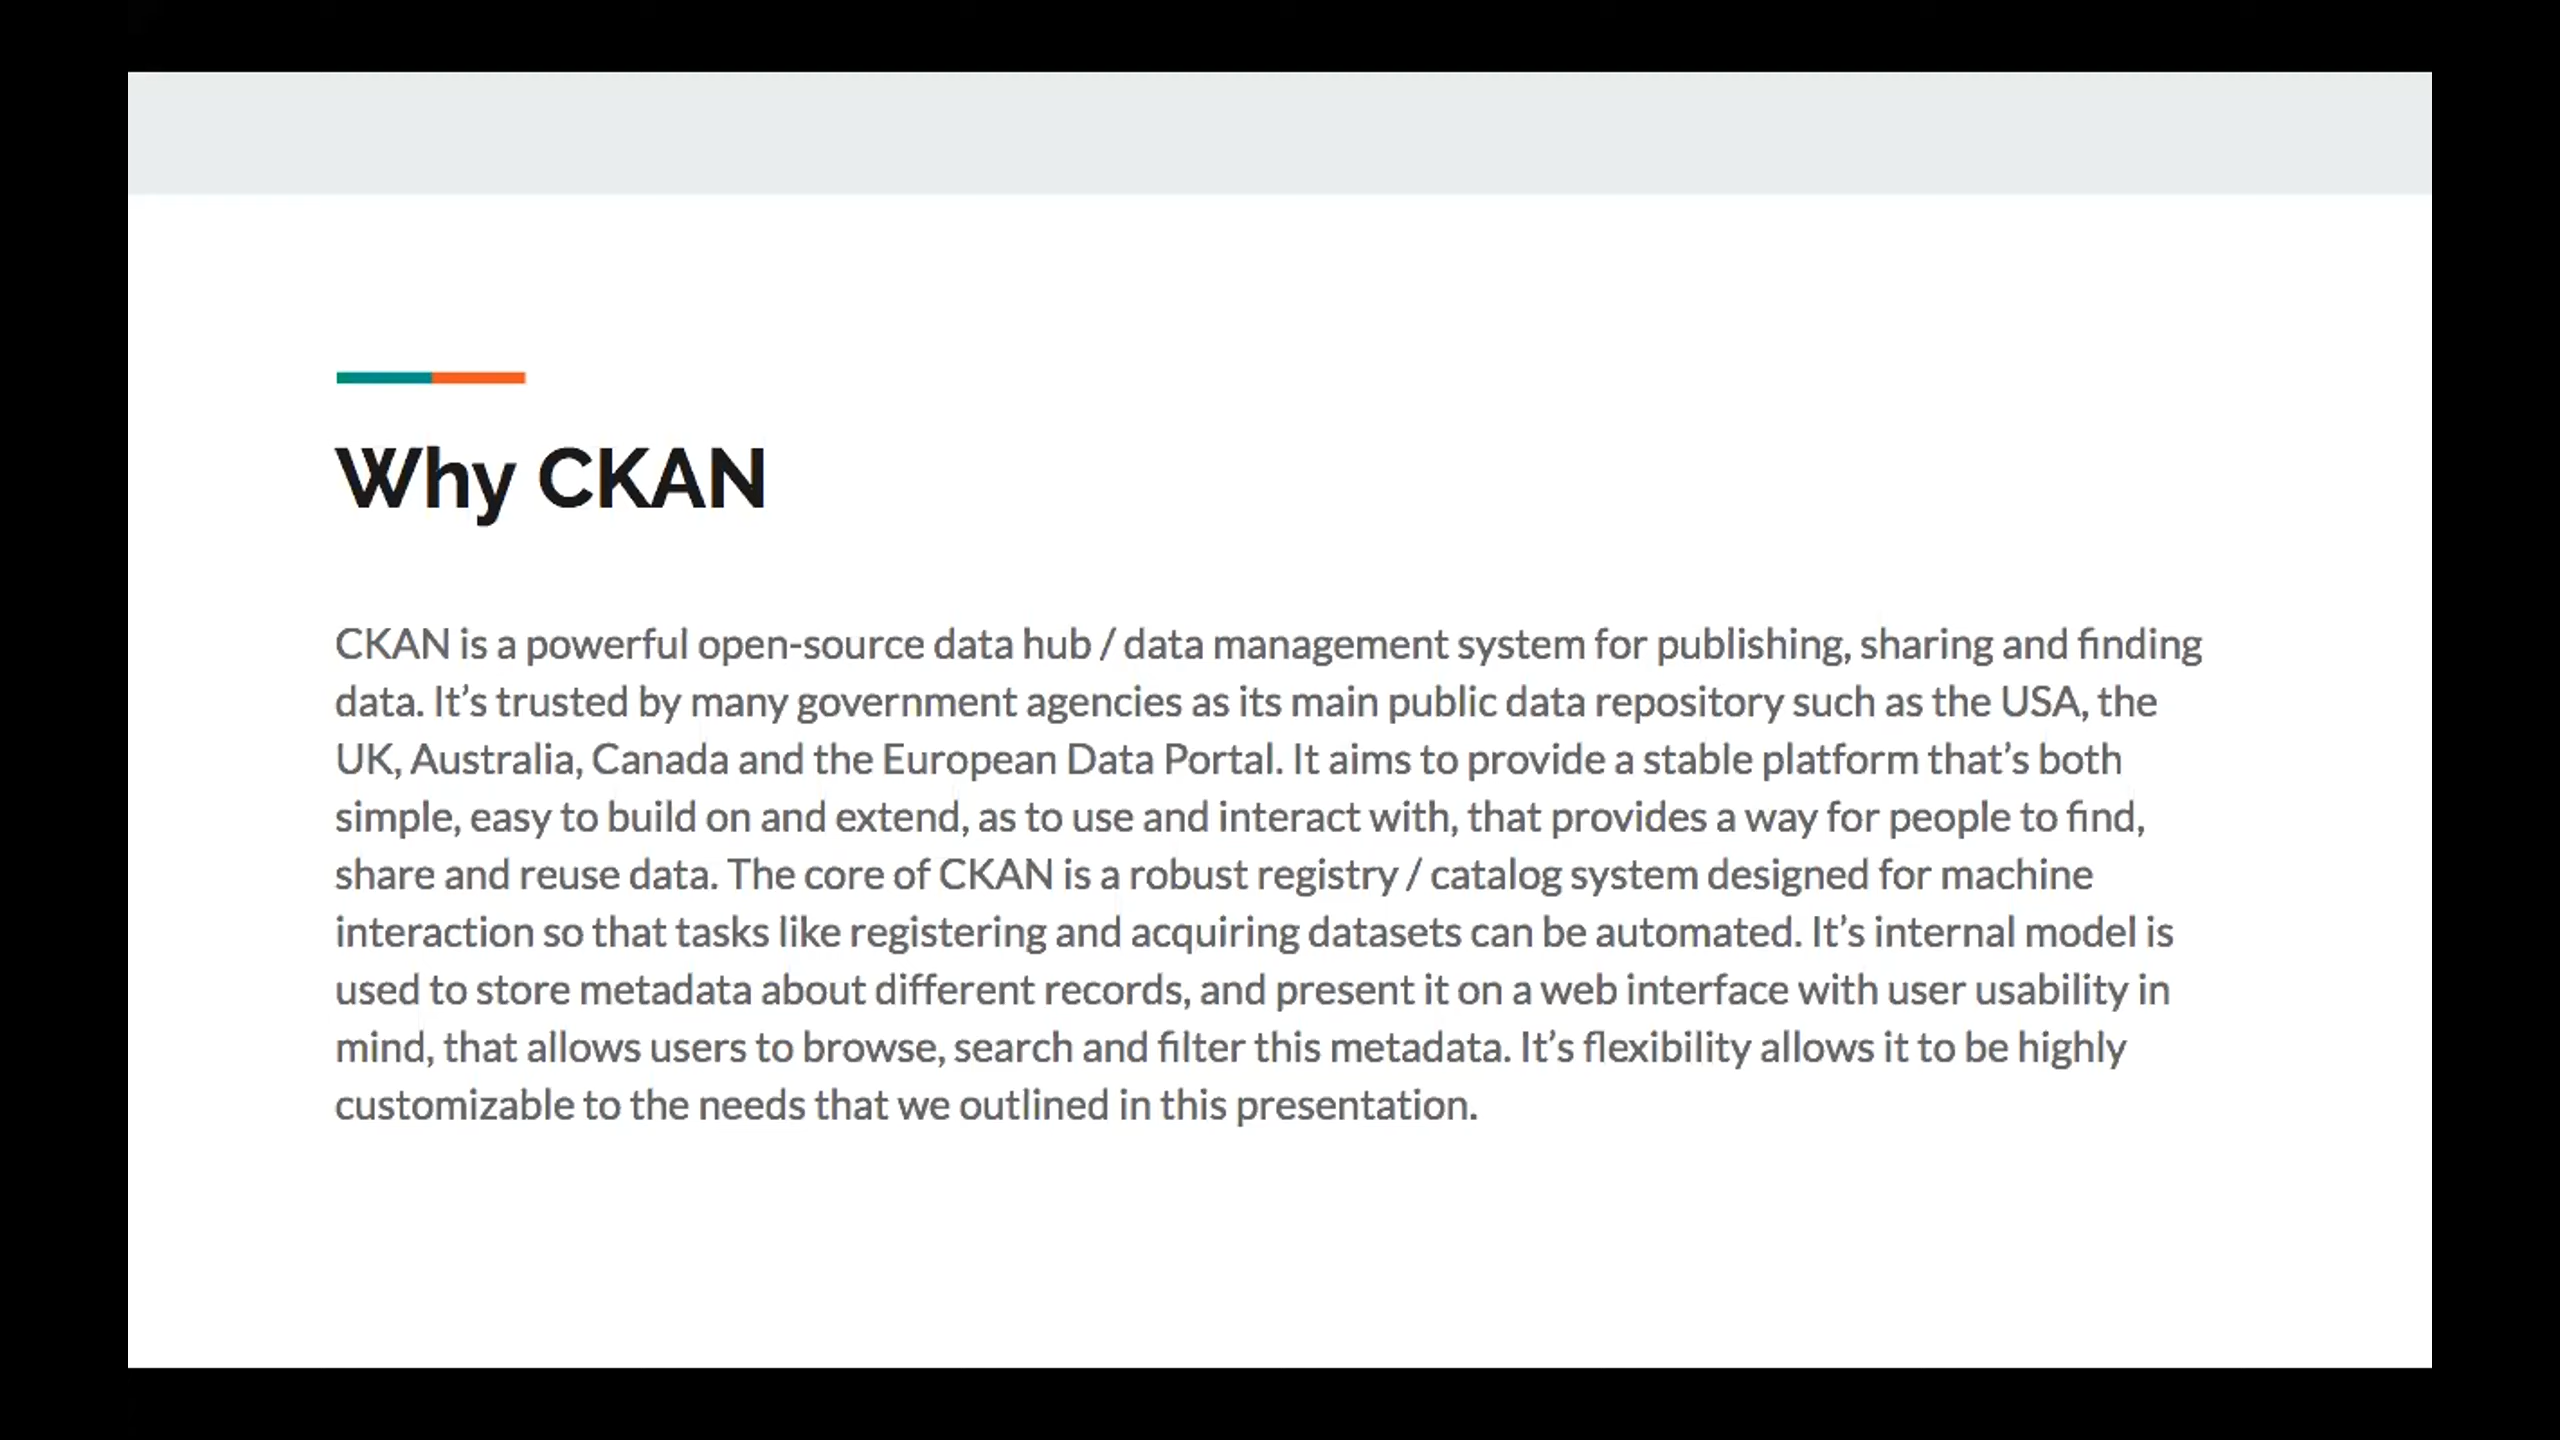 Why CKAN
CKAN is a powerful open-source data hub / data management system for publishing, sharing and finding
data. It’s trusted by many government agencies as its main public data repository such as the USA, the
UK, Australia, Canada and the European Data Portal. It aims to provide a stable platform that’s both
simple, easy to build on and extend, as to use and interact with, that provides a way for people to find,
share and reuse data. The core of CKAN is a robust registry / catalog system designed for machine
interaction so that tasks like registering and acquiring datasets can be automated. It’s internal model is
used to store metadata about different records, and present it on a web interface with user usability in
mind, that allows users to browse, search and filter this metadata. It’s flexibility allows it to be highly
customizable to the needs that we outlined in this presentation.